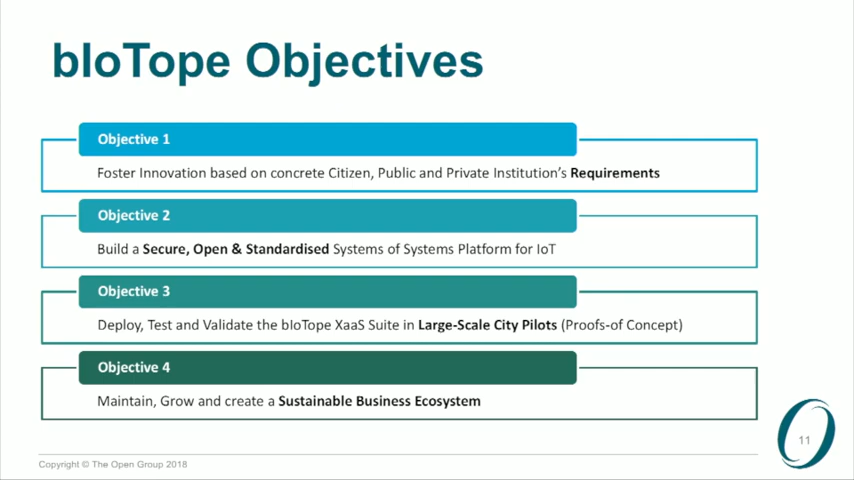 bIoTope Objectives
Objective 1
Foster Innovation based on concrete Citizen, Public and Private Institution's Requirements
Objective 2
Build a Secure, Open & Standardised Systems of Systems Platform for IoT
Objective 3
Deploy, Test and Validate the bIoTope XaaS Suite in Large-Scale City Pilots (Proofs-of Concept)
Objective 4
Maintain, Grow and create a Sustainable Business Ecosystem
11
Copyright © The Open Group 2018